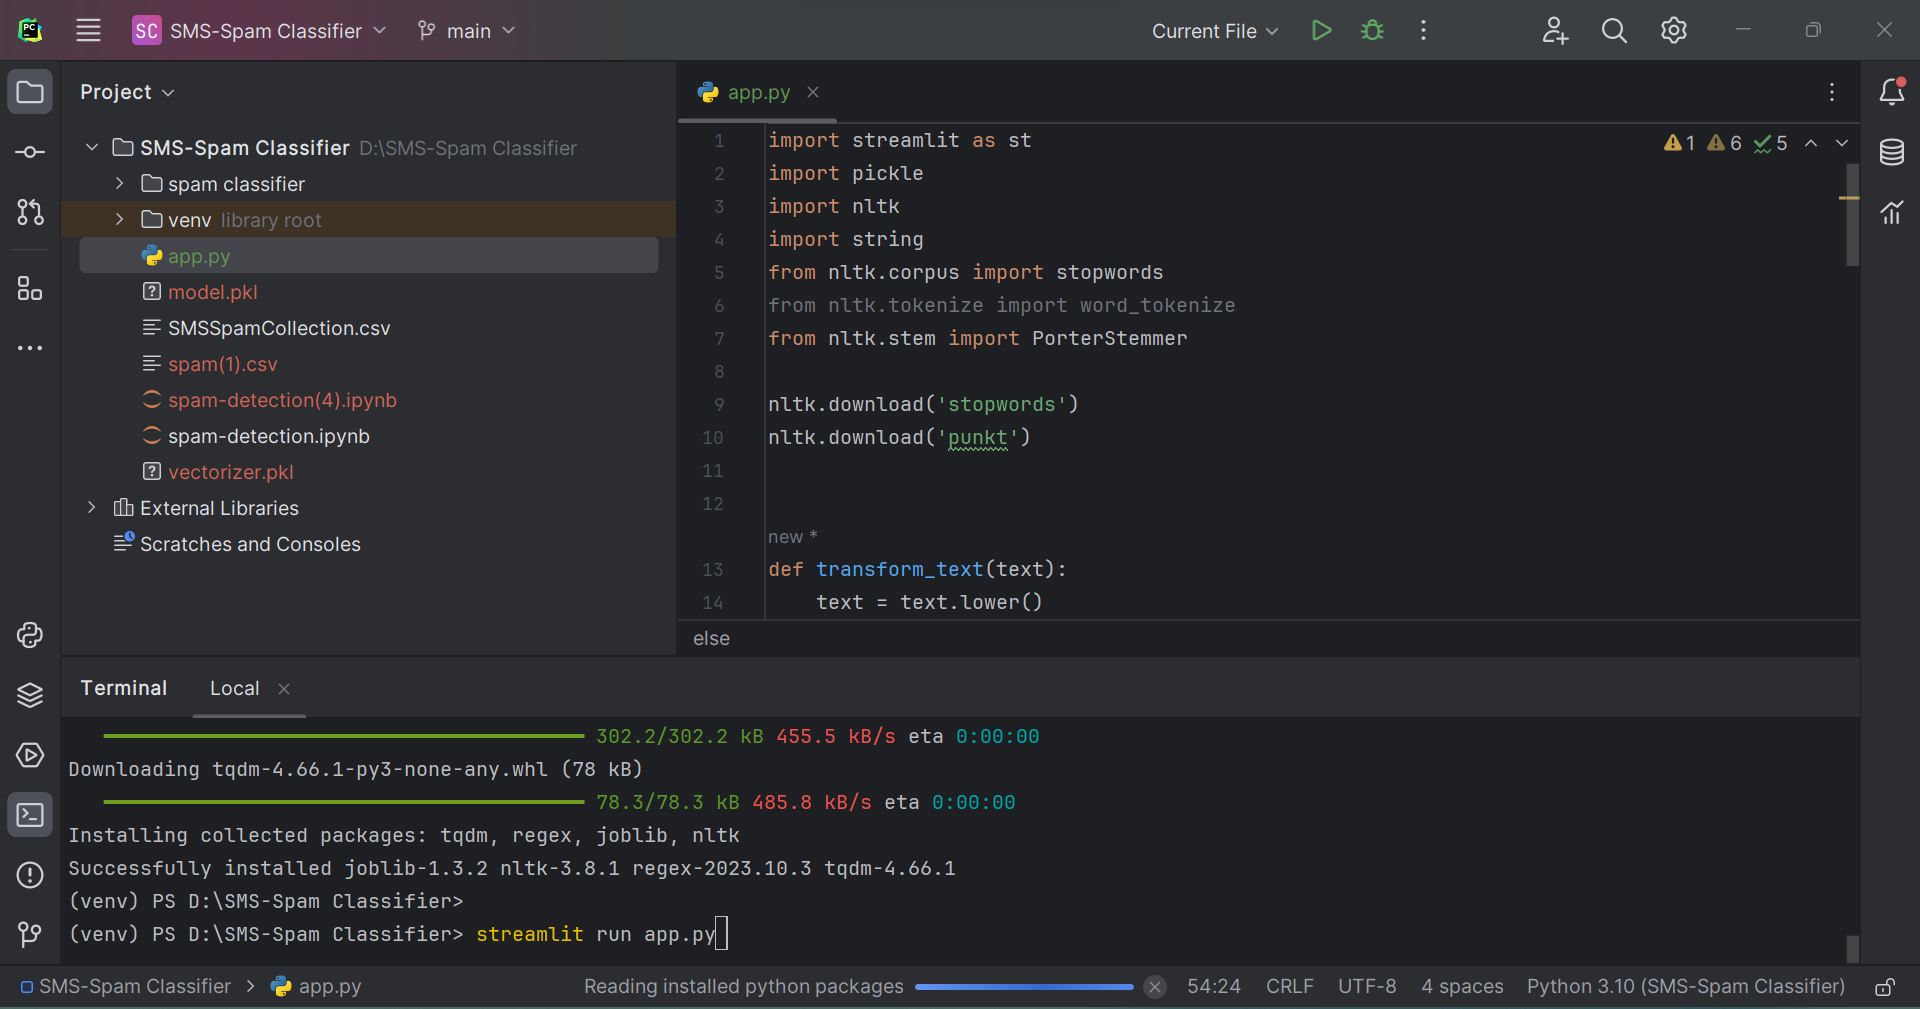 PC
SC SMS-Spam Classifier main Current File
Project
app.py
SMS-Spam Classifier D:\SMS-Spam Classifier
spam classifier
venv library root
app.py
model.pkl
SMSSpamCollection.csv
spam(1).csv
spam-detection(4).ipynb
spam-detection.ipynb
vectorizer.pkl
External Libraries
Scratches and Consoles
1 6 5
1 import streamlit as st
2 import pickle
3 import nltk
4 import string
5 from nltk.corpus import stopwords
6 from nltk.tokenize import word_tokenize
7 from nltk.stem import PorterStemmer
8
9 nltk.download('stopwords')
10 nltk.download('punkt')
11
12
new *
13 def transform_text(text):
14 text = text.lower()
else
Terminal Local
302.2/302.2 kB 455.5 kB/s eta 0:00:00
Downloading tqdm-4.66.1-py3-none-any.whl (78 kB)
78.3/78.3 kB 485.8 kB/s eta 0:00:00
Installing collected packages: tqdm, regex, joblib, nltk
Successfully installed joblib-1.3.2 nltk-3.8.1 regex-2023.10.3 tqdm-4.66.1
(venv) PS D:\SMS-Spam Classifier>
(venv) PS D:\SMS-Spam Classifier> streamlit run app.py
SMS-Spam Classifier > app.py Reading installed python packages 54:24 CRLF UTF-8 4 spaces Python 3.10 (SMS-Spam Classifier)